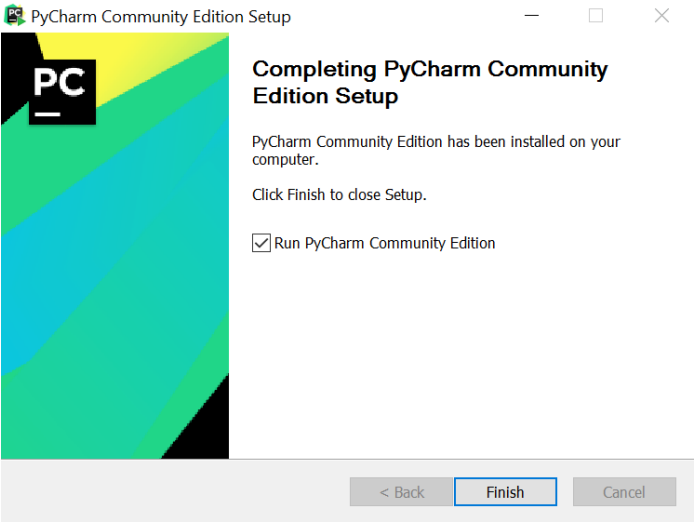 PyCharm Community Edition Setup
PC
Completing PyCharm Community
Edition Setup
PyCharm Community Edition has been installed on your
computer.
Click Finish to close Setup.
Run PyCharm Community Edition
< Back
Finish
Cancel